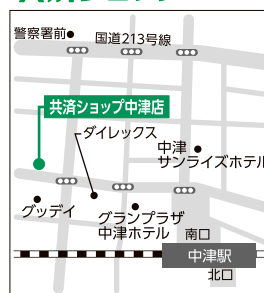 警察署前
国道213号線
共済ショップ中津店
ダイレックス
中津
サンライズホテル
グッデイ
グランプラザ
中津ホテル
南口
中津駅
北口